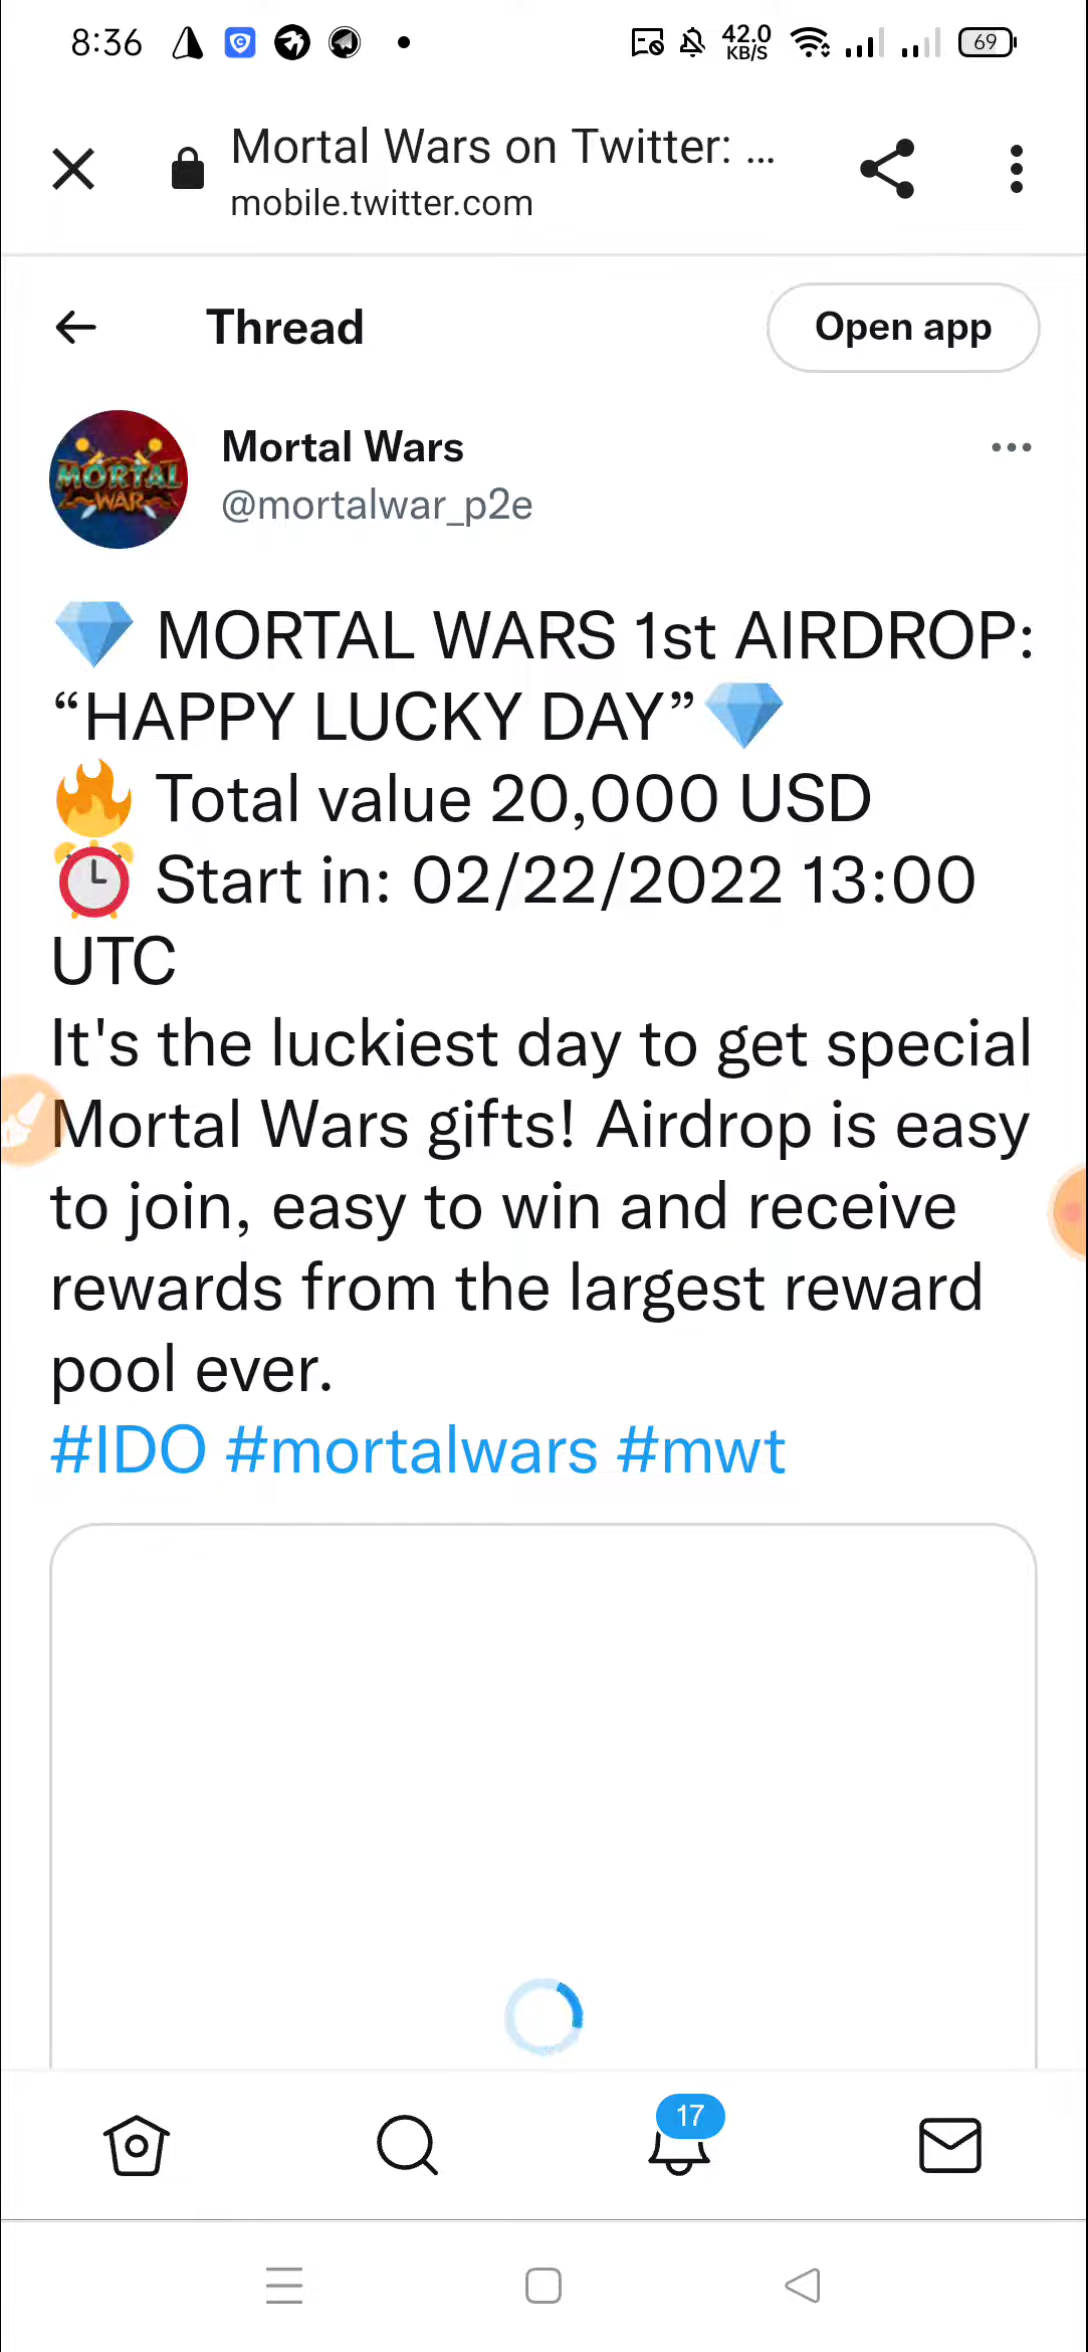 8:36
42.0
KB/S
69
Mortal Wars on Twitter: ...
mobile.twitter.com
Thread
Open app
MORTAL
WAR
Mortal Wars
@mortalwar_p2e
💎 MORTAL WARS 1st AIRDROP:
“HAPPY LUCKY DAY”💎
🔥 Total value 20,000 USD
⏰ Start in: 02/22/2022 13:00
UTC
It's the luckiest day to get special
Mortal Wars gifts! Airdrop is easy
to join, easy to win and receive
rewards from the largest reward
pool ever.
#IDO #mortalwars #mwt
17